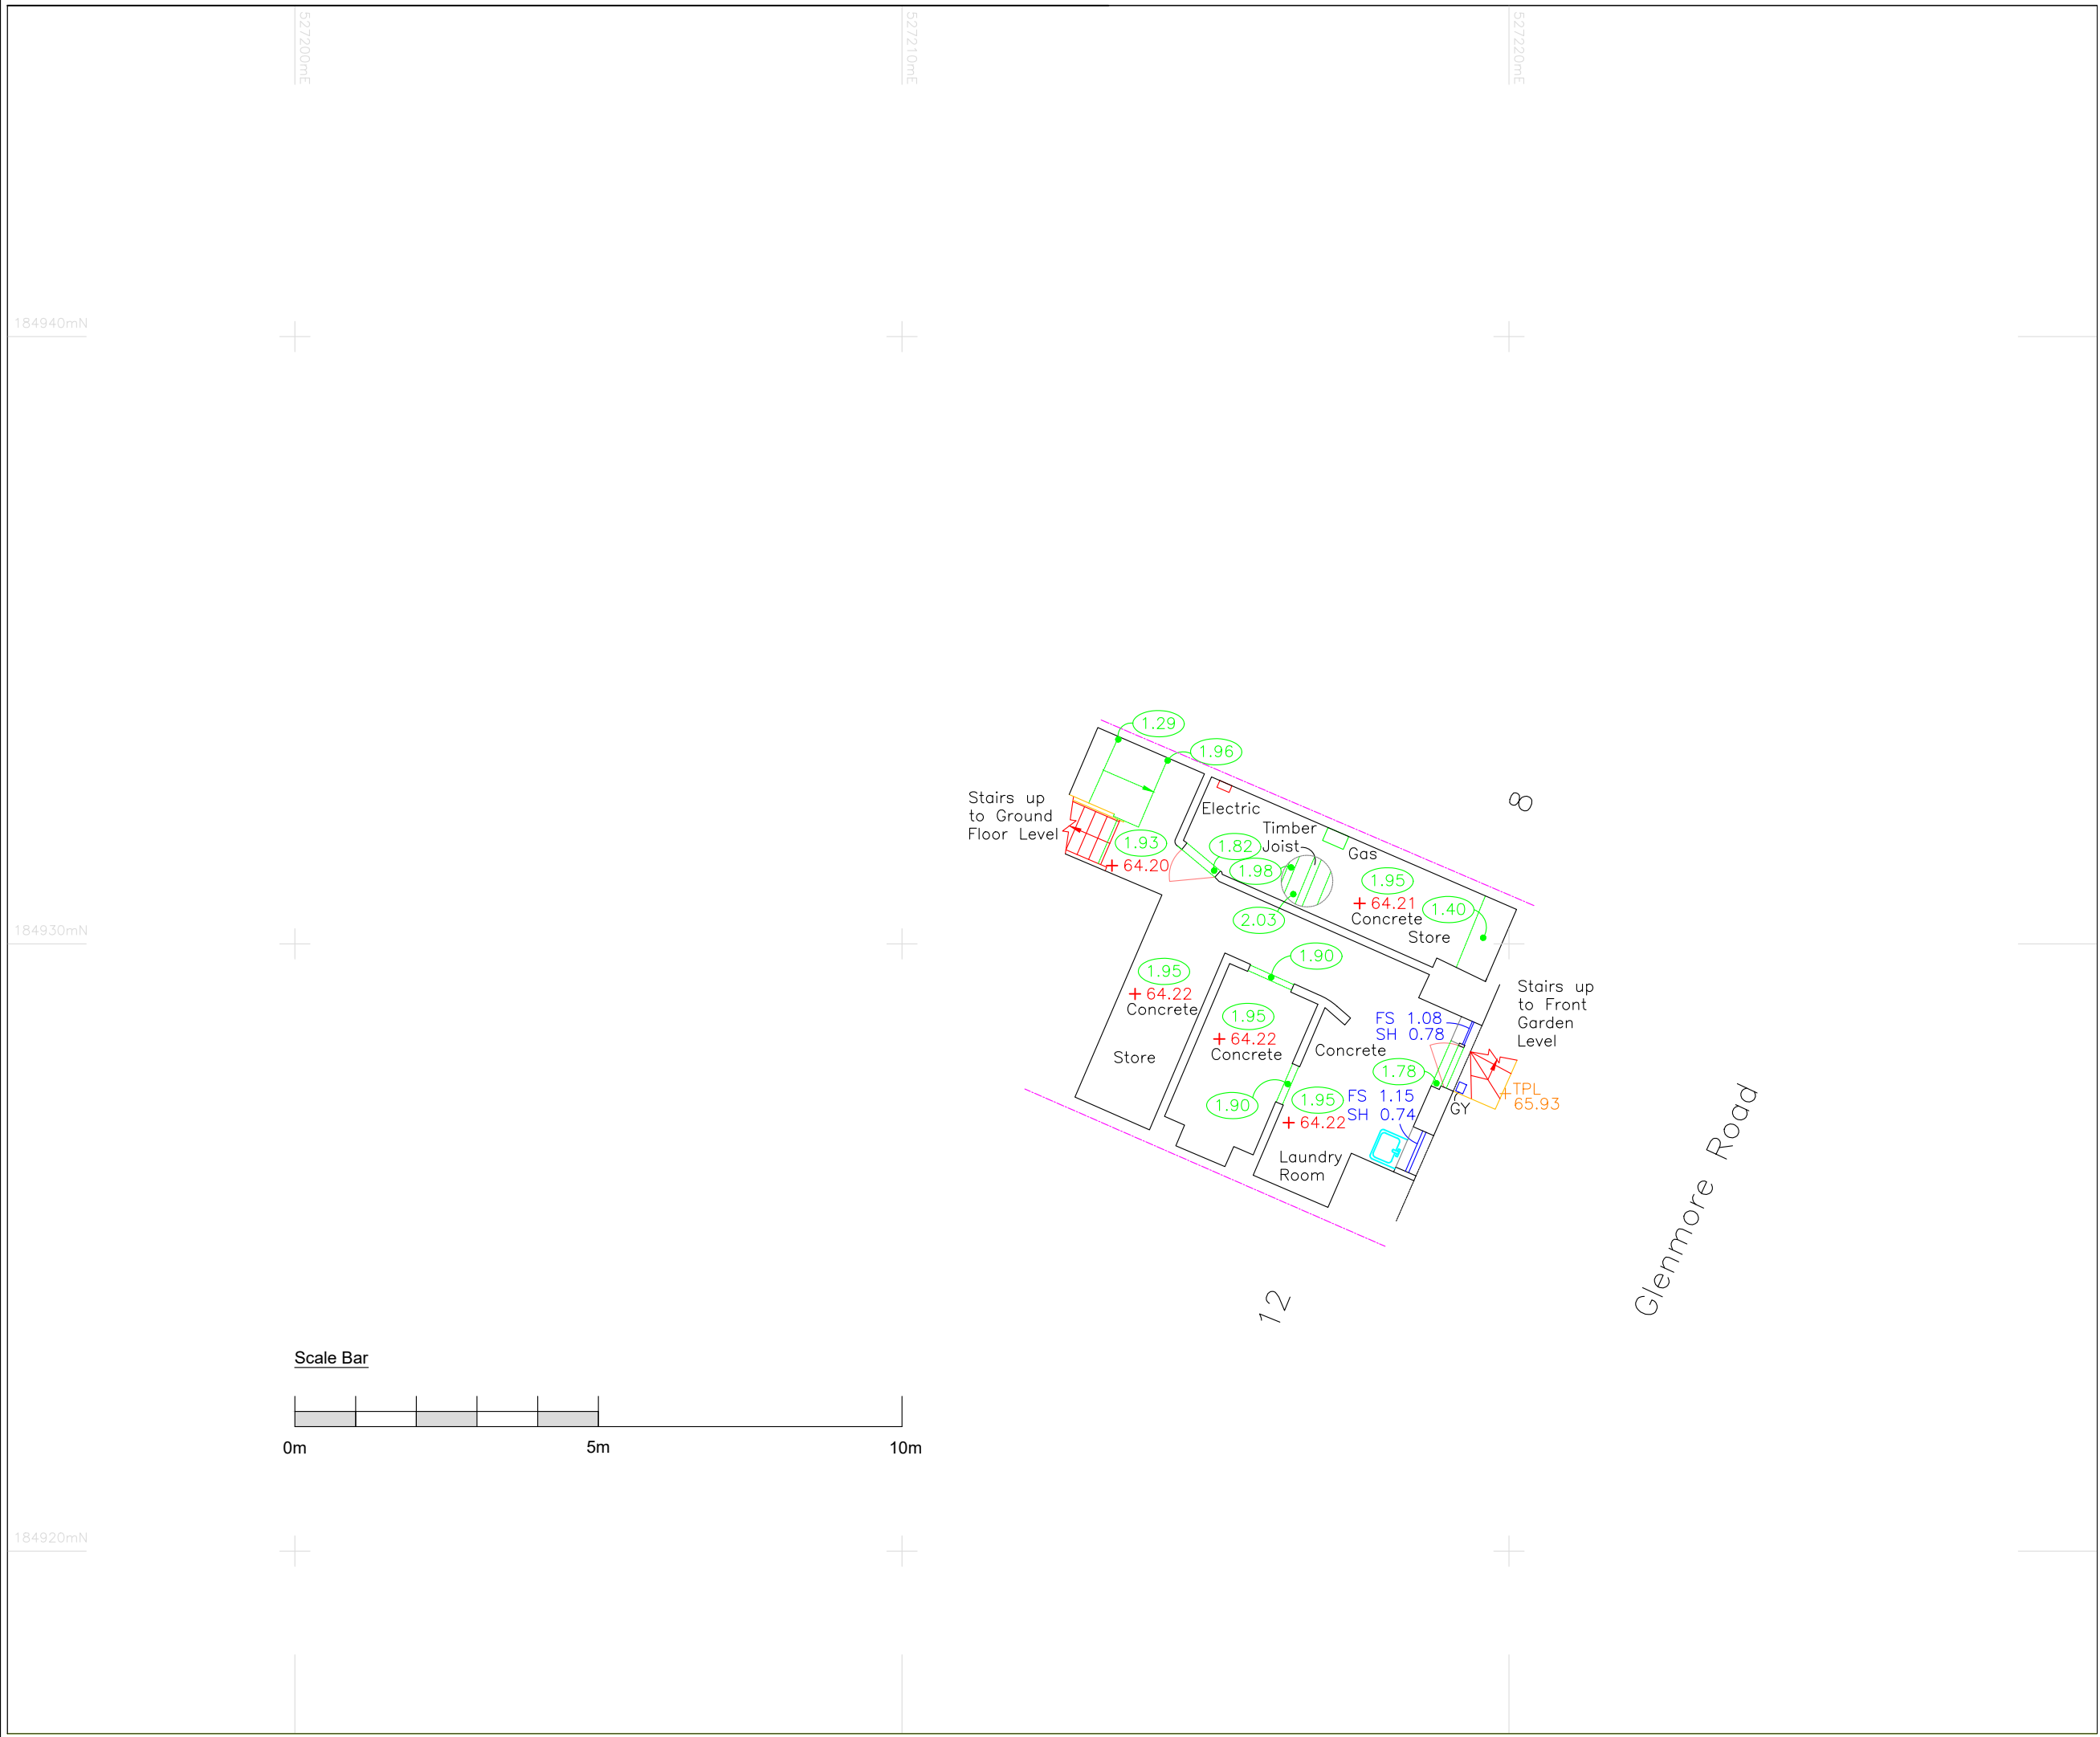 527200mE
527210mE
527220mE
184940mN
1.29
1.96
Stairs up
to Ground
Floor Level
Electric
8
Timber
Joist
1.93
+ 64.20
1.82
1.98
Gas
1.95
+ 64.21
Concrete
1.40
Store
2.03
184930mN
1.90
1.95
+ 64.22
Concrete
Store
1.95
+ 64.22
Concrete
Concrete
FS 1.08
SH 0.78
Stairs up
to Front
Garden
Level
1.78
1.90
1.95
+ 64.22
FS 1.15
SH 0.74
GY
TPL
65.93
Laundry
Room
Glenmore Road
12
Scale Bar
0m
5m
10m
184920mN